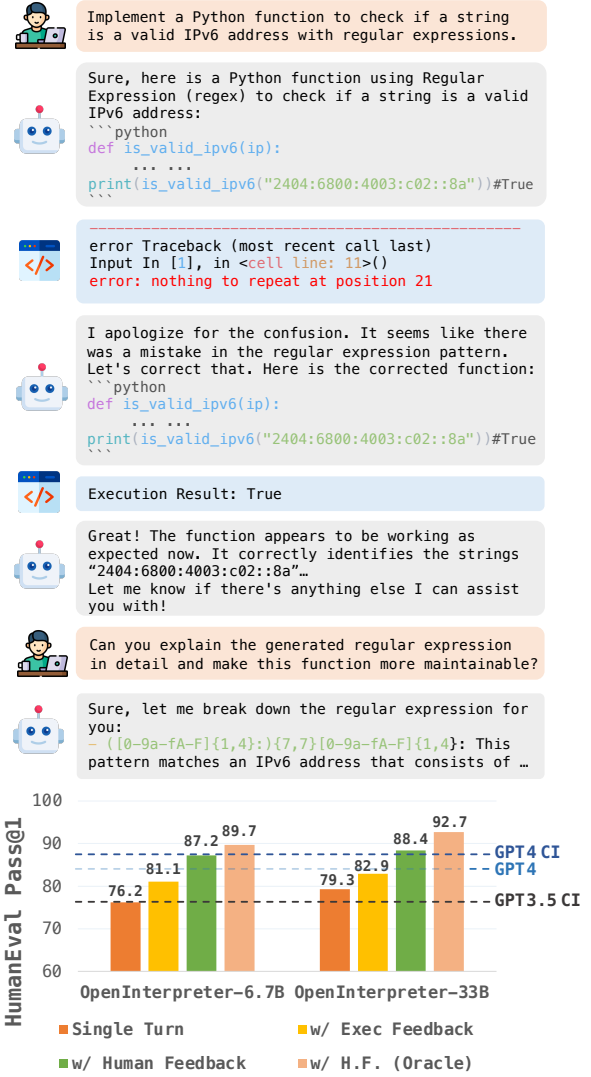 Implement a Python function to check if a string
is a valid IPv6 address with regular expressions.
Sure, here is a Python function using Regular
Expression (regex) to check if a string is a valid
IPv6 address:
```python
def is_valid_ipv6(ip):
... ...
print(is_valid_ipv6("2404:6800:4003:c02::8a"))#True
```
</>
--------------------------------------------------
error Traceback (most recent call last)
Input In [1], in <cell line: 11>()
error: nothing to repeat at position 21
I apologize for the confusion. It seems like there
was a mistake in the regular expression pattern.
Let's correct that. Here is the corrected function:
```python
def is_valid_ipv6(ip):
... ...
print(is_valid_ipv6("2404:6800:4003:c02::8a"))#True
```
</>
Execution Result: True
Great! The function appears to be working as
expected now. It correctly identifies the strings
“2404:6800:4003:c02::8a”…
Let me know if there's anything else I can assist
you with!
Can you explain the generated regular expression
in detail and make this function more maintainable?
Sure, let me break down the regular expression for
you:
− ([0−9a−fA−F]{1,4}:){7,7}[0−9a−fA−F]{1,4}: This
pattern matches an IPv6 address that consists of …
HumanEval Pass@1
100
90
80
70
60
76.2
81.1
87.2
89.7
79.3
82.9
88.4
92.7
GPT4 CI
GPT4
GPT3.5 CI
OpenInterpreter−6.7B OpenInterpreter−33B
Single Turn
w/ Exec Feedback
w/ Human Feedback
w/ H.F. (Oracle)